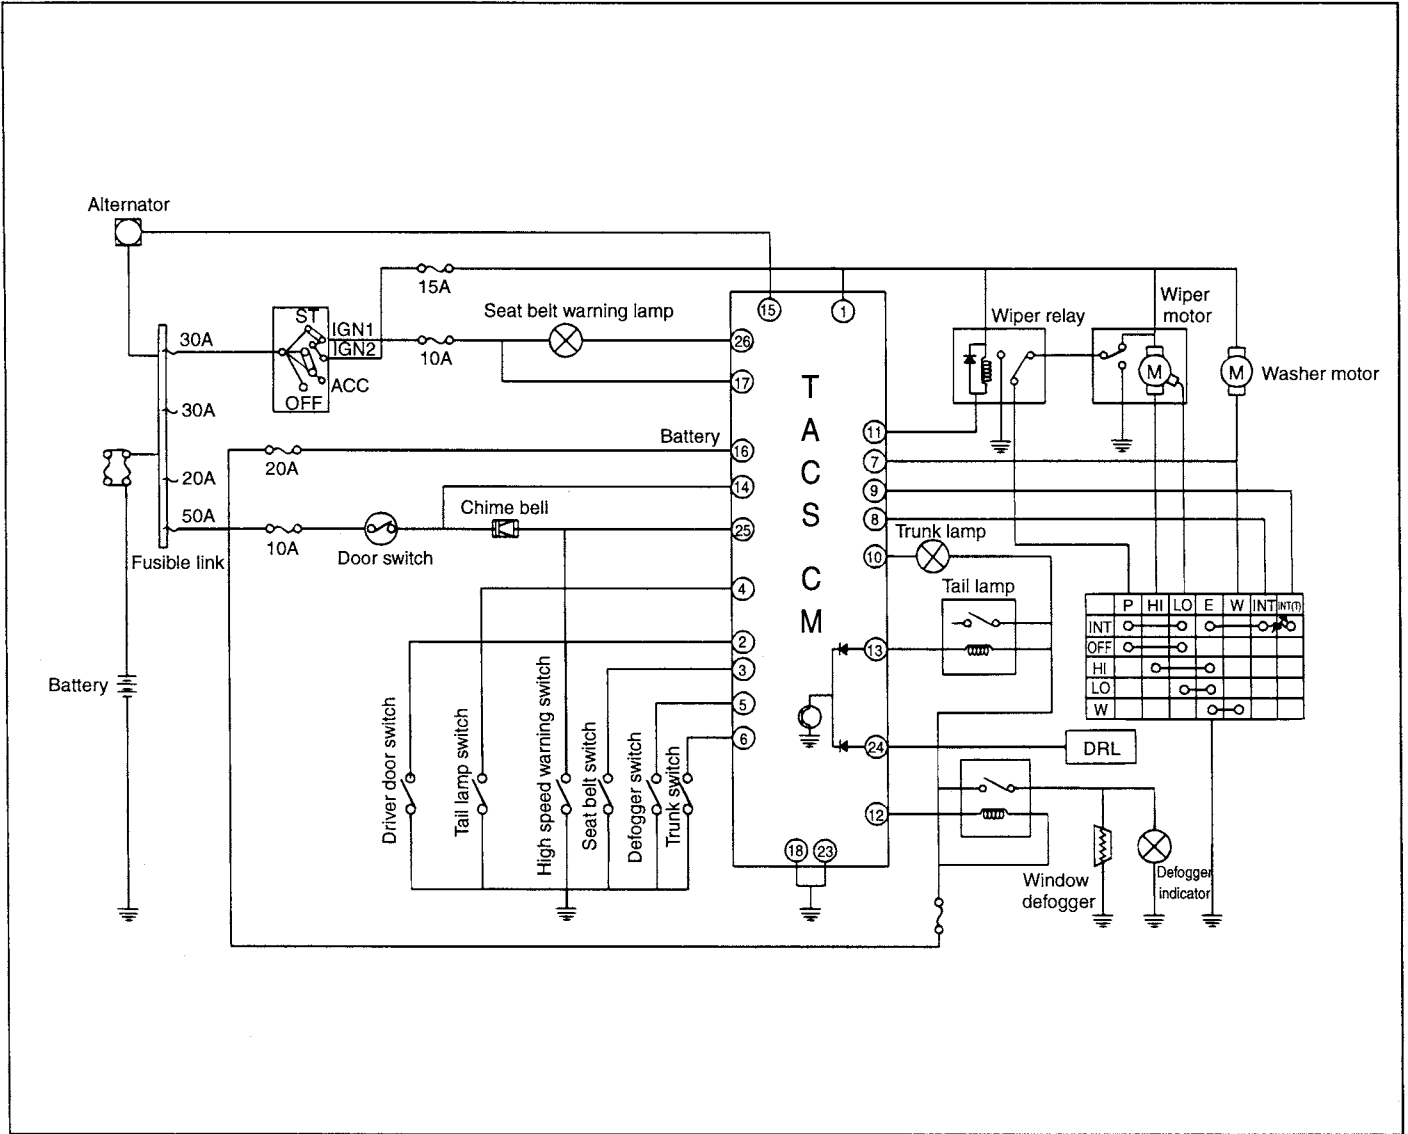 Alternator
15A
Seat belt warning lamp
15
1
Wiper relay
Wiper
motor
30A
ST
IGN1
IGN2
10A
26
ACC
OFF
17
30A
M
M
Washer motor
T
A
C
S
CM
Battery
16
20A
11
7
20A
14
9
50A
Chime bell
25
8
10A
Door switch
Trunk lamp
10
Fusible link
4
Tail lamp
P HI LO E W INT INT(T)
INT
OFF
HI
LO
W
2
13
3
5
6
24
DRL
Battery
Driver door switch
Tail lamp switch
High speed warning switch
Seat belt switch
Defogger switch
Trunk switch
12
18
23
Window
defogger
Defogger
indicator